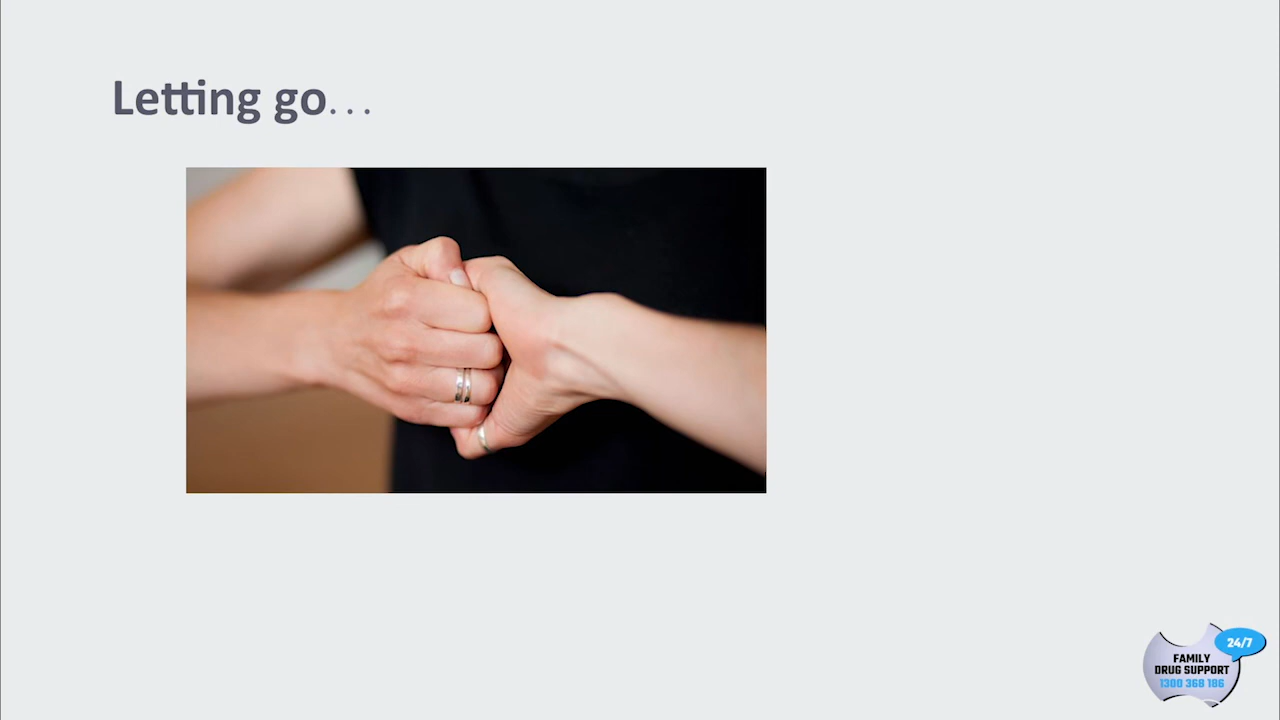 Letting go...
24/7
FAMILY
DRUG SUPPORT
1300 368 186